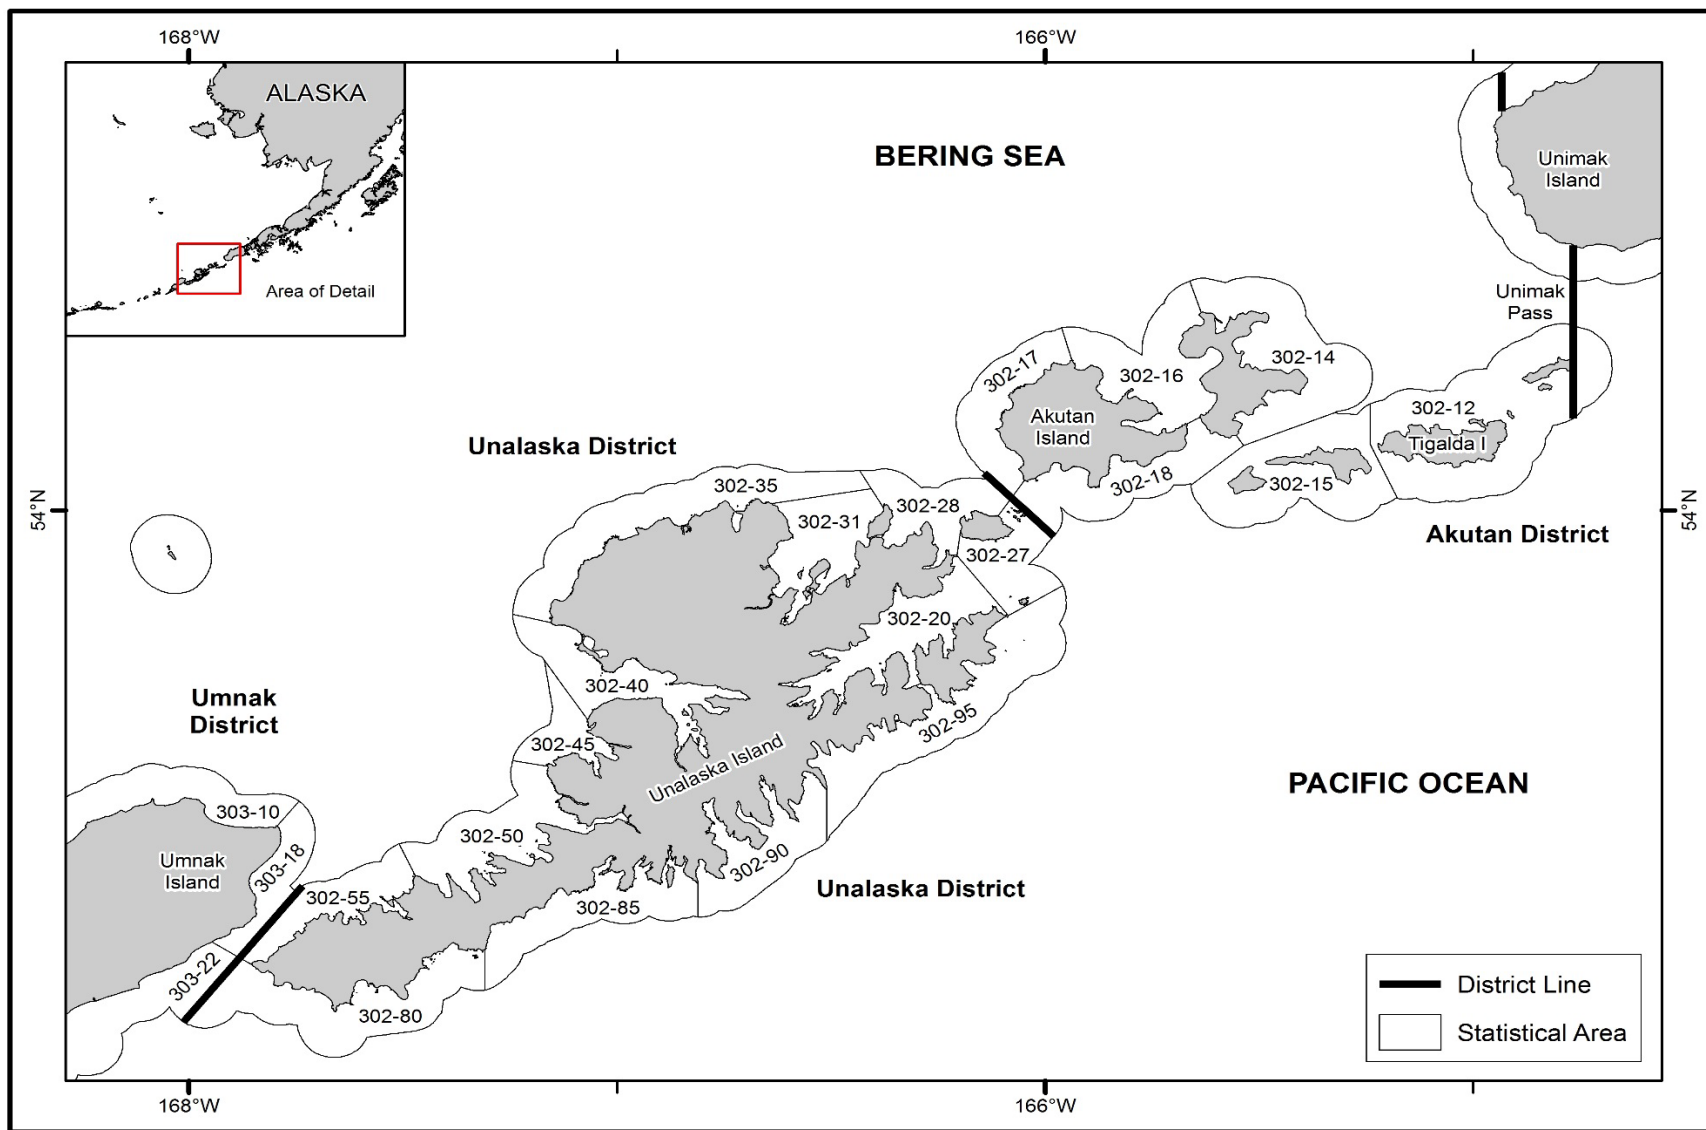 168°W
166°W
ALASKA
Area of Detail
BERING SEA
Unimak
Island
Unimak
Pass
302-17
302-16
302-14
302-12
Akutan
Island
Tigalda I
302-18
302-15
Unalaska District
54°N
54°N
302-35
302-31
302-28
302-27
Akutan District
302-20
302-40
302-45
302-95
Umnak
District
Unalaska Island
PACIFIC OCEAN
303-10
303-18
Umnak
Island
302-50
302-55
302-90
302-85
Unalaska District
303-22
302-80
District Line
Statistical Area
168°W
166°W